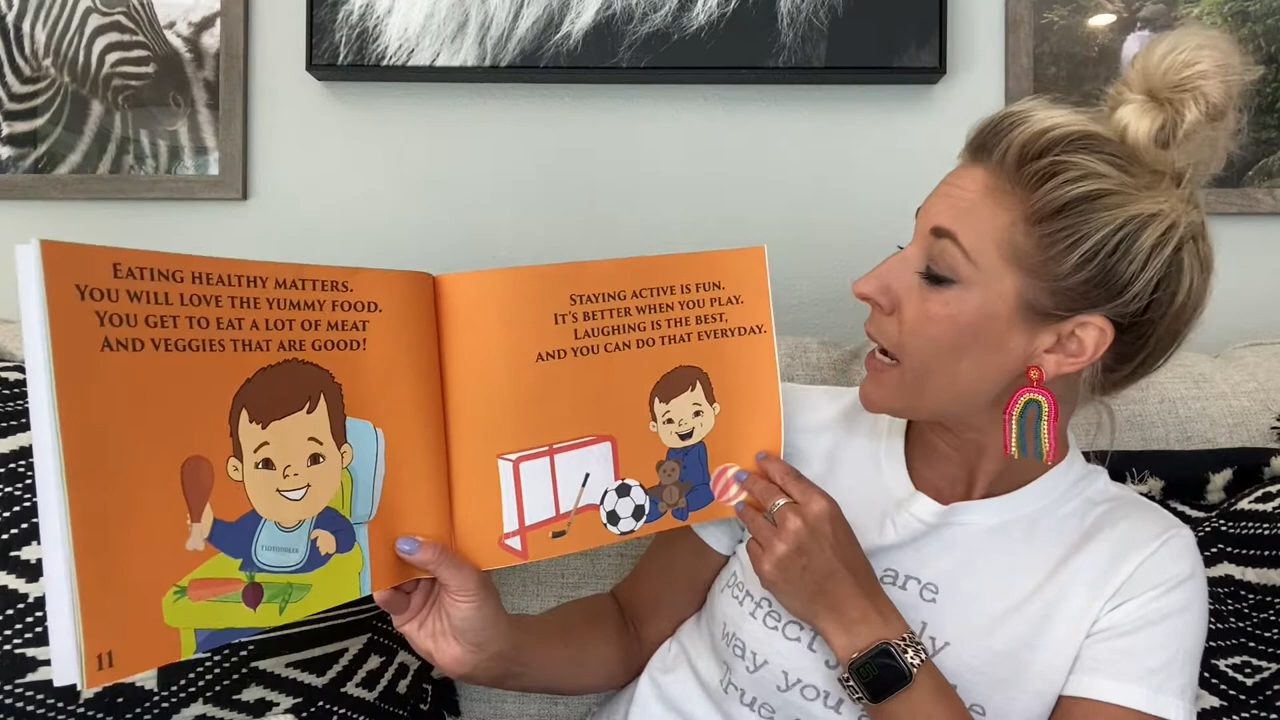 EATING HEALTHY MATTERS.
YOU WILL LOVE THE YUMMY FOOD.
YOU GET TO EAT A LOT OF MEAT
AND VEGGIES THAT ARE GOOD!
11
STAYING ACTIVE IS FUN.
IT'S BETTER WHEN YOU PLAY.
LAUGHING IS THE BEST,
AND YOU CAN DO THAT EVERYDAY.
are
perfectly
way you
True